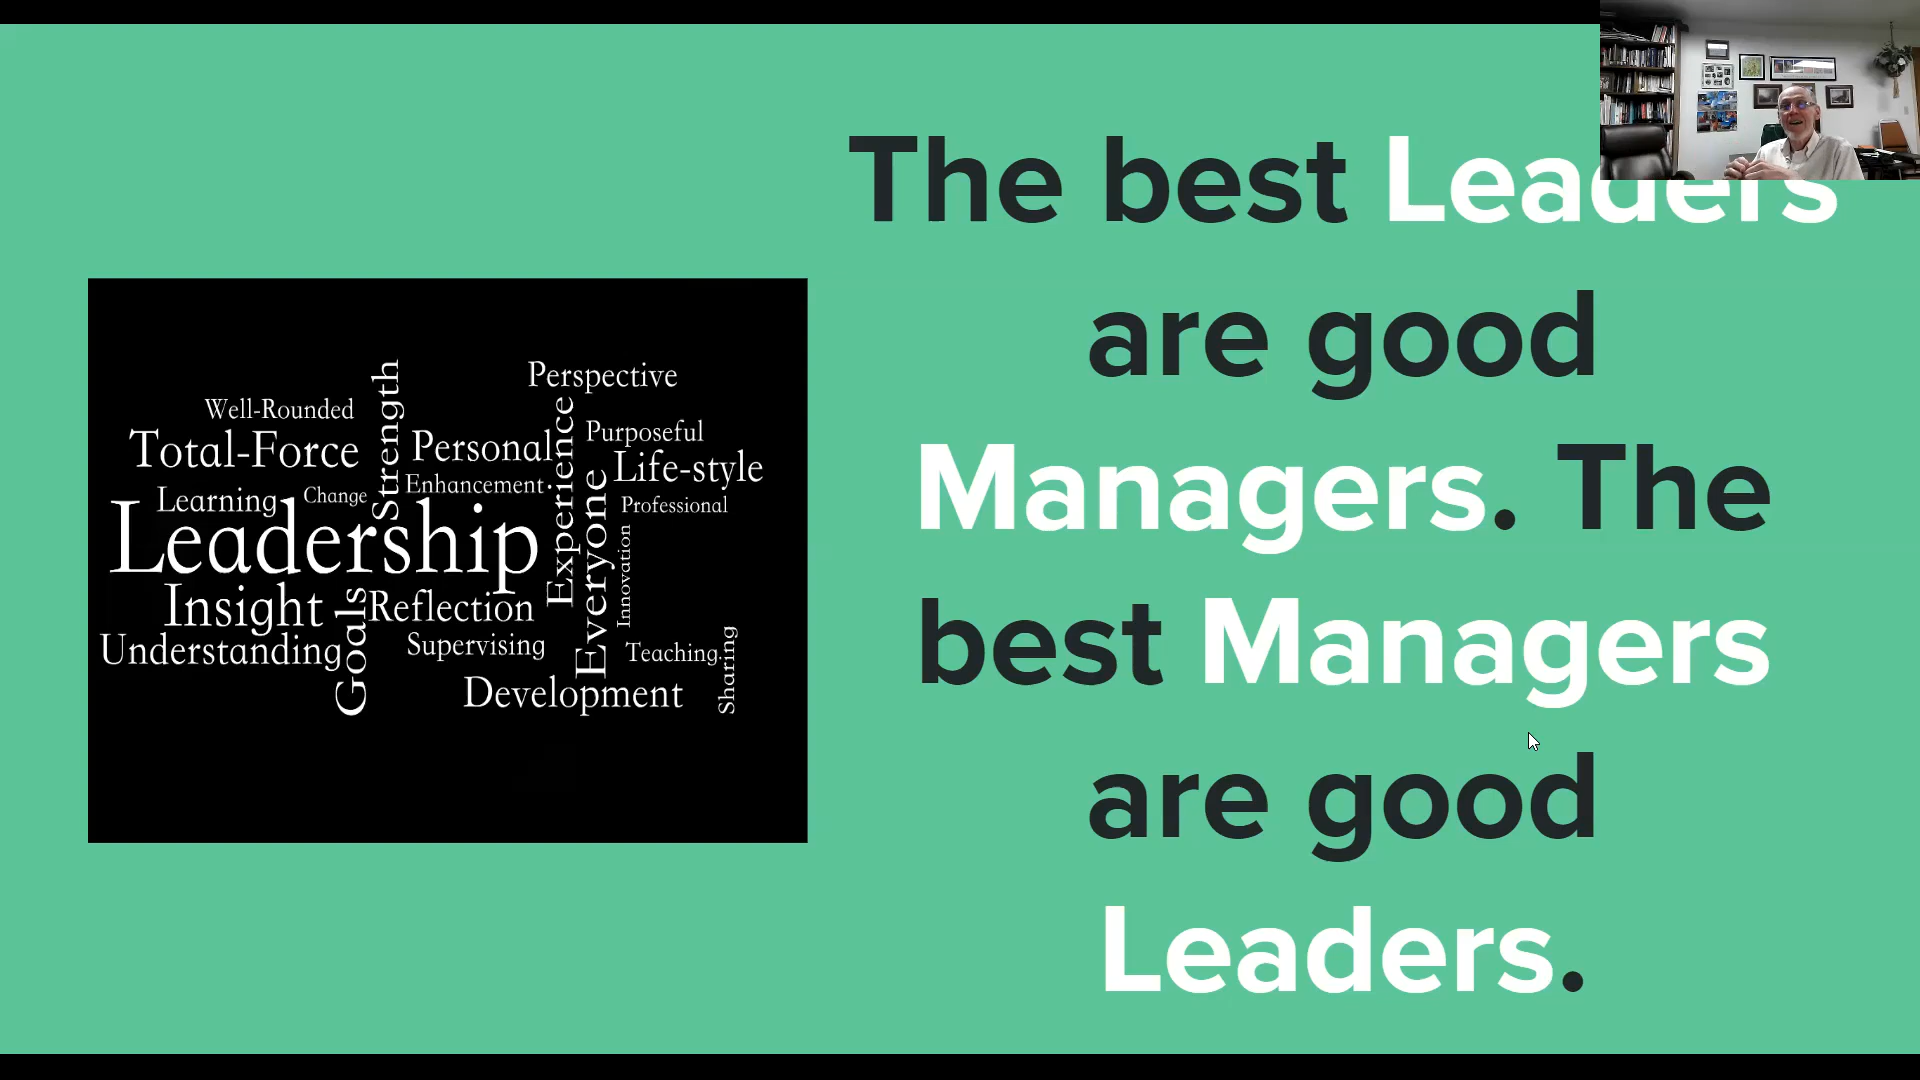 The best Leaders
are good
Managers. The
best Managers
are good
Leaders.
Perspective
Strength
Well-Rounded
Experience
Purposeful
Total-Force
Personal
Life-style
Enhancement
Everyone
Learning
Change
Professional
Leadership
Innovation
Insight
Goals
Reflection
Understanding
Supervising
Teaching
Sharing
Development